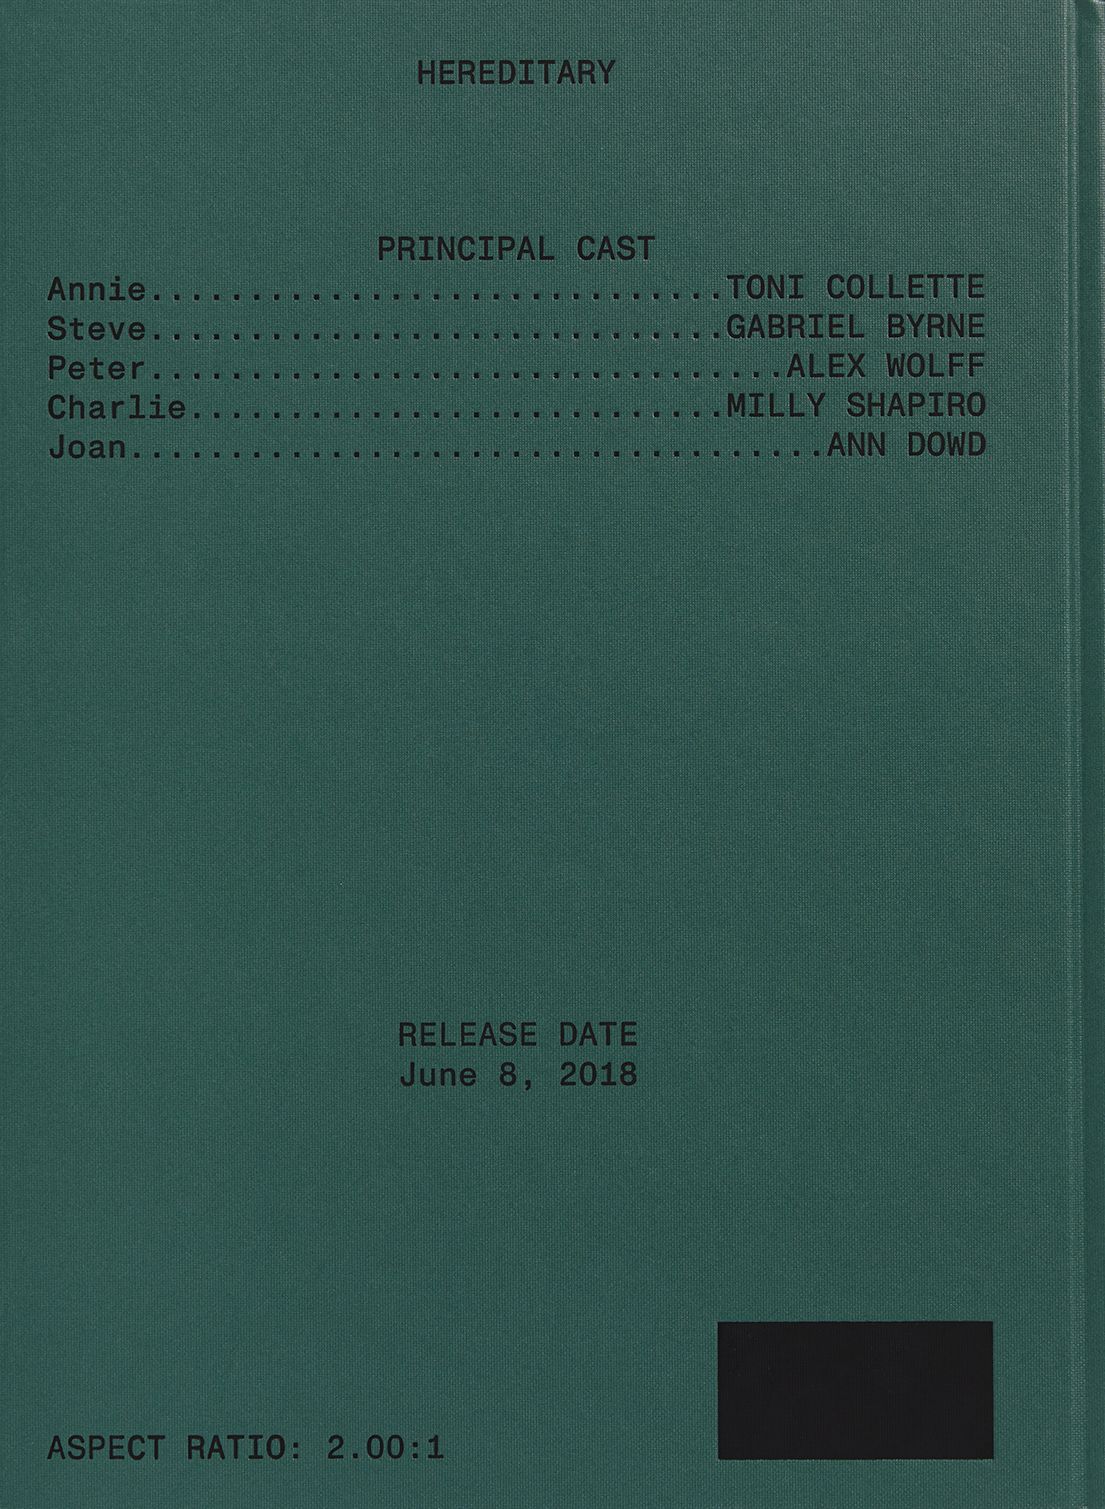 HEREDITARY
PRINCIPAL CAST
Annie.............................TONI COLLETTE
Steve.............................GABRIEL BYRNE
Peter................................ALEX WOLFF
Charlie...........................MILLY SHAPIRO
Joan...................................ANN DOWD
RELEASE DATE
June 8, 2018
ASPECT RATIO: 2.00:1